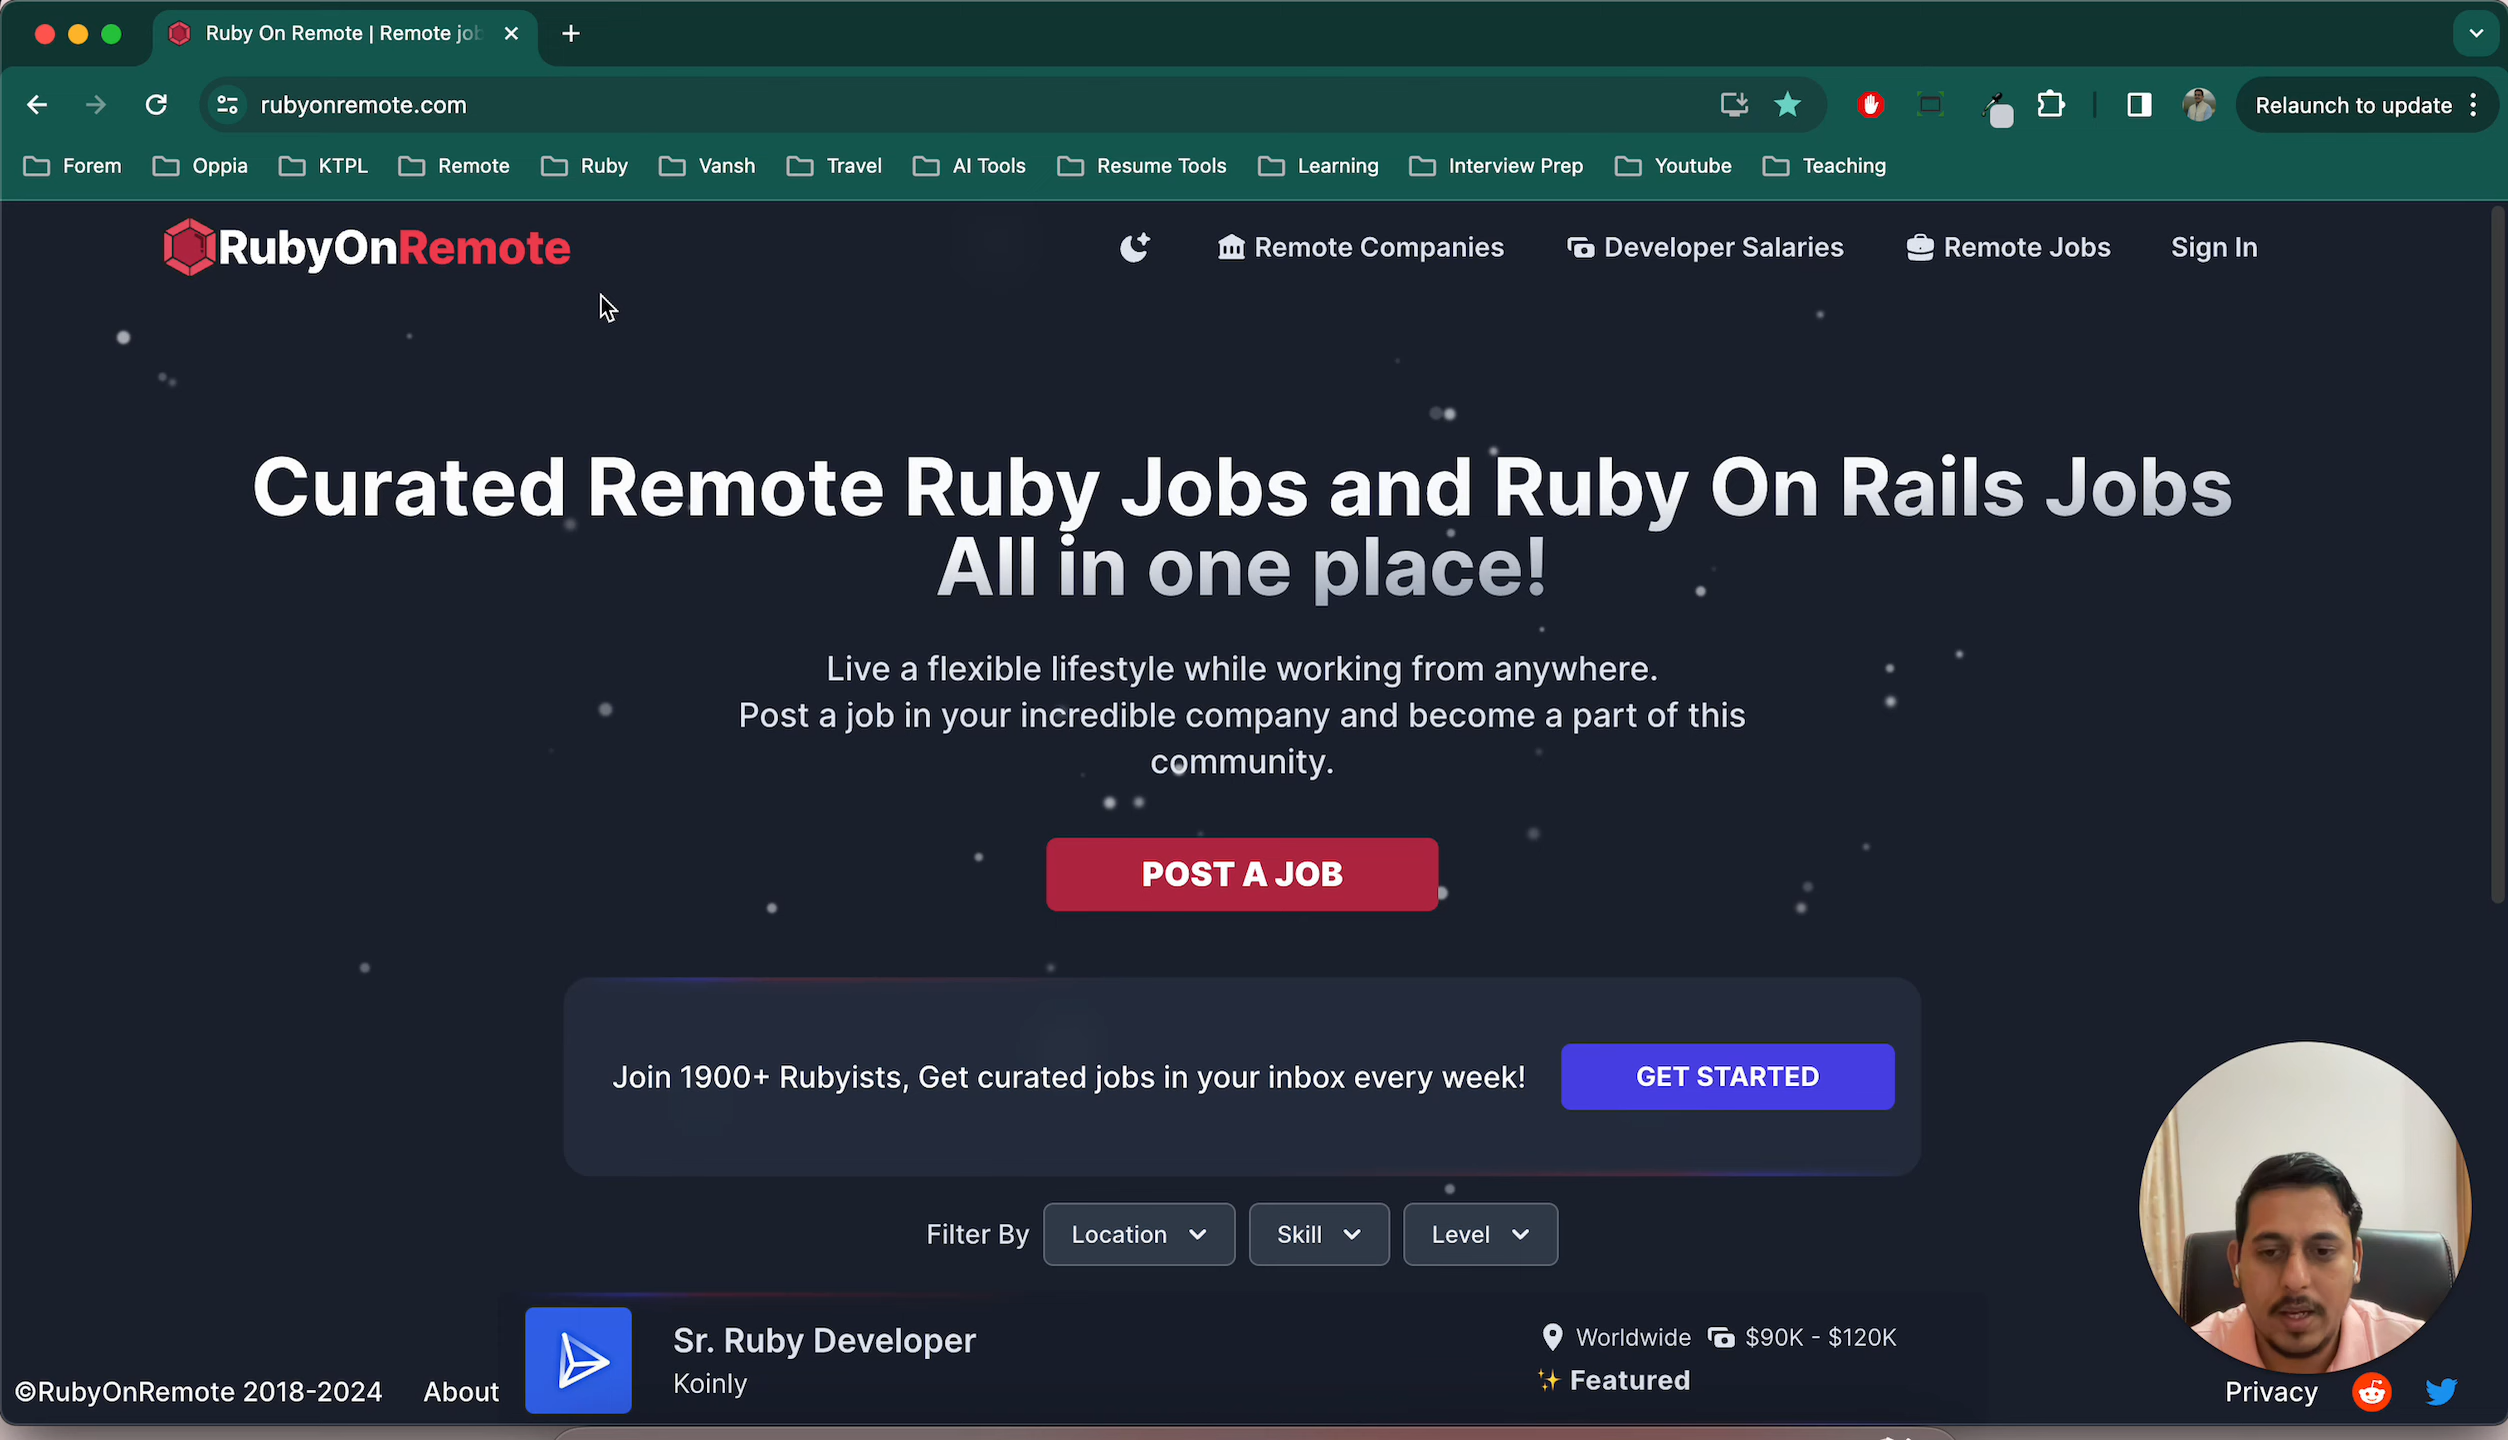 Ruby On Remote | Remote job
rubyonremote.com
Relaunch to update
Forem Oppia KTPL Remote Ruby Vansh Travel AI Tools Resume Tools Learning Interview Prep Youtube Teaching
RubyOnRemote Remote Companies Developer Salaries Remote Jobs Sign In
Curated Remote Ruby Jobs and Ruby On Rails Jobs
All in one place!
Live a flexible lifestyle while working from anywhere.
Post a job in your incredible company and become a part of this
community.
POST A JOB
Join 1900+ Rubyists, Get curated jobs in your inbox every week! GET STARTED
Filter By Location Skill Level
Sr. Ruby Developer
Koinly
Worldwide $90K - $120K
✨ Featured
©RubyOnRemote 2018-2024 About Privacy